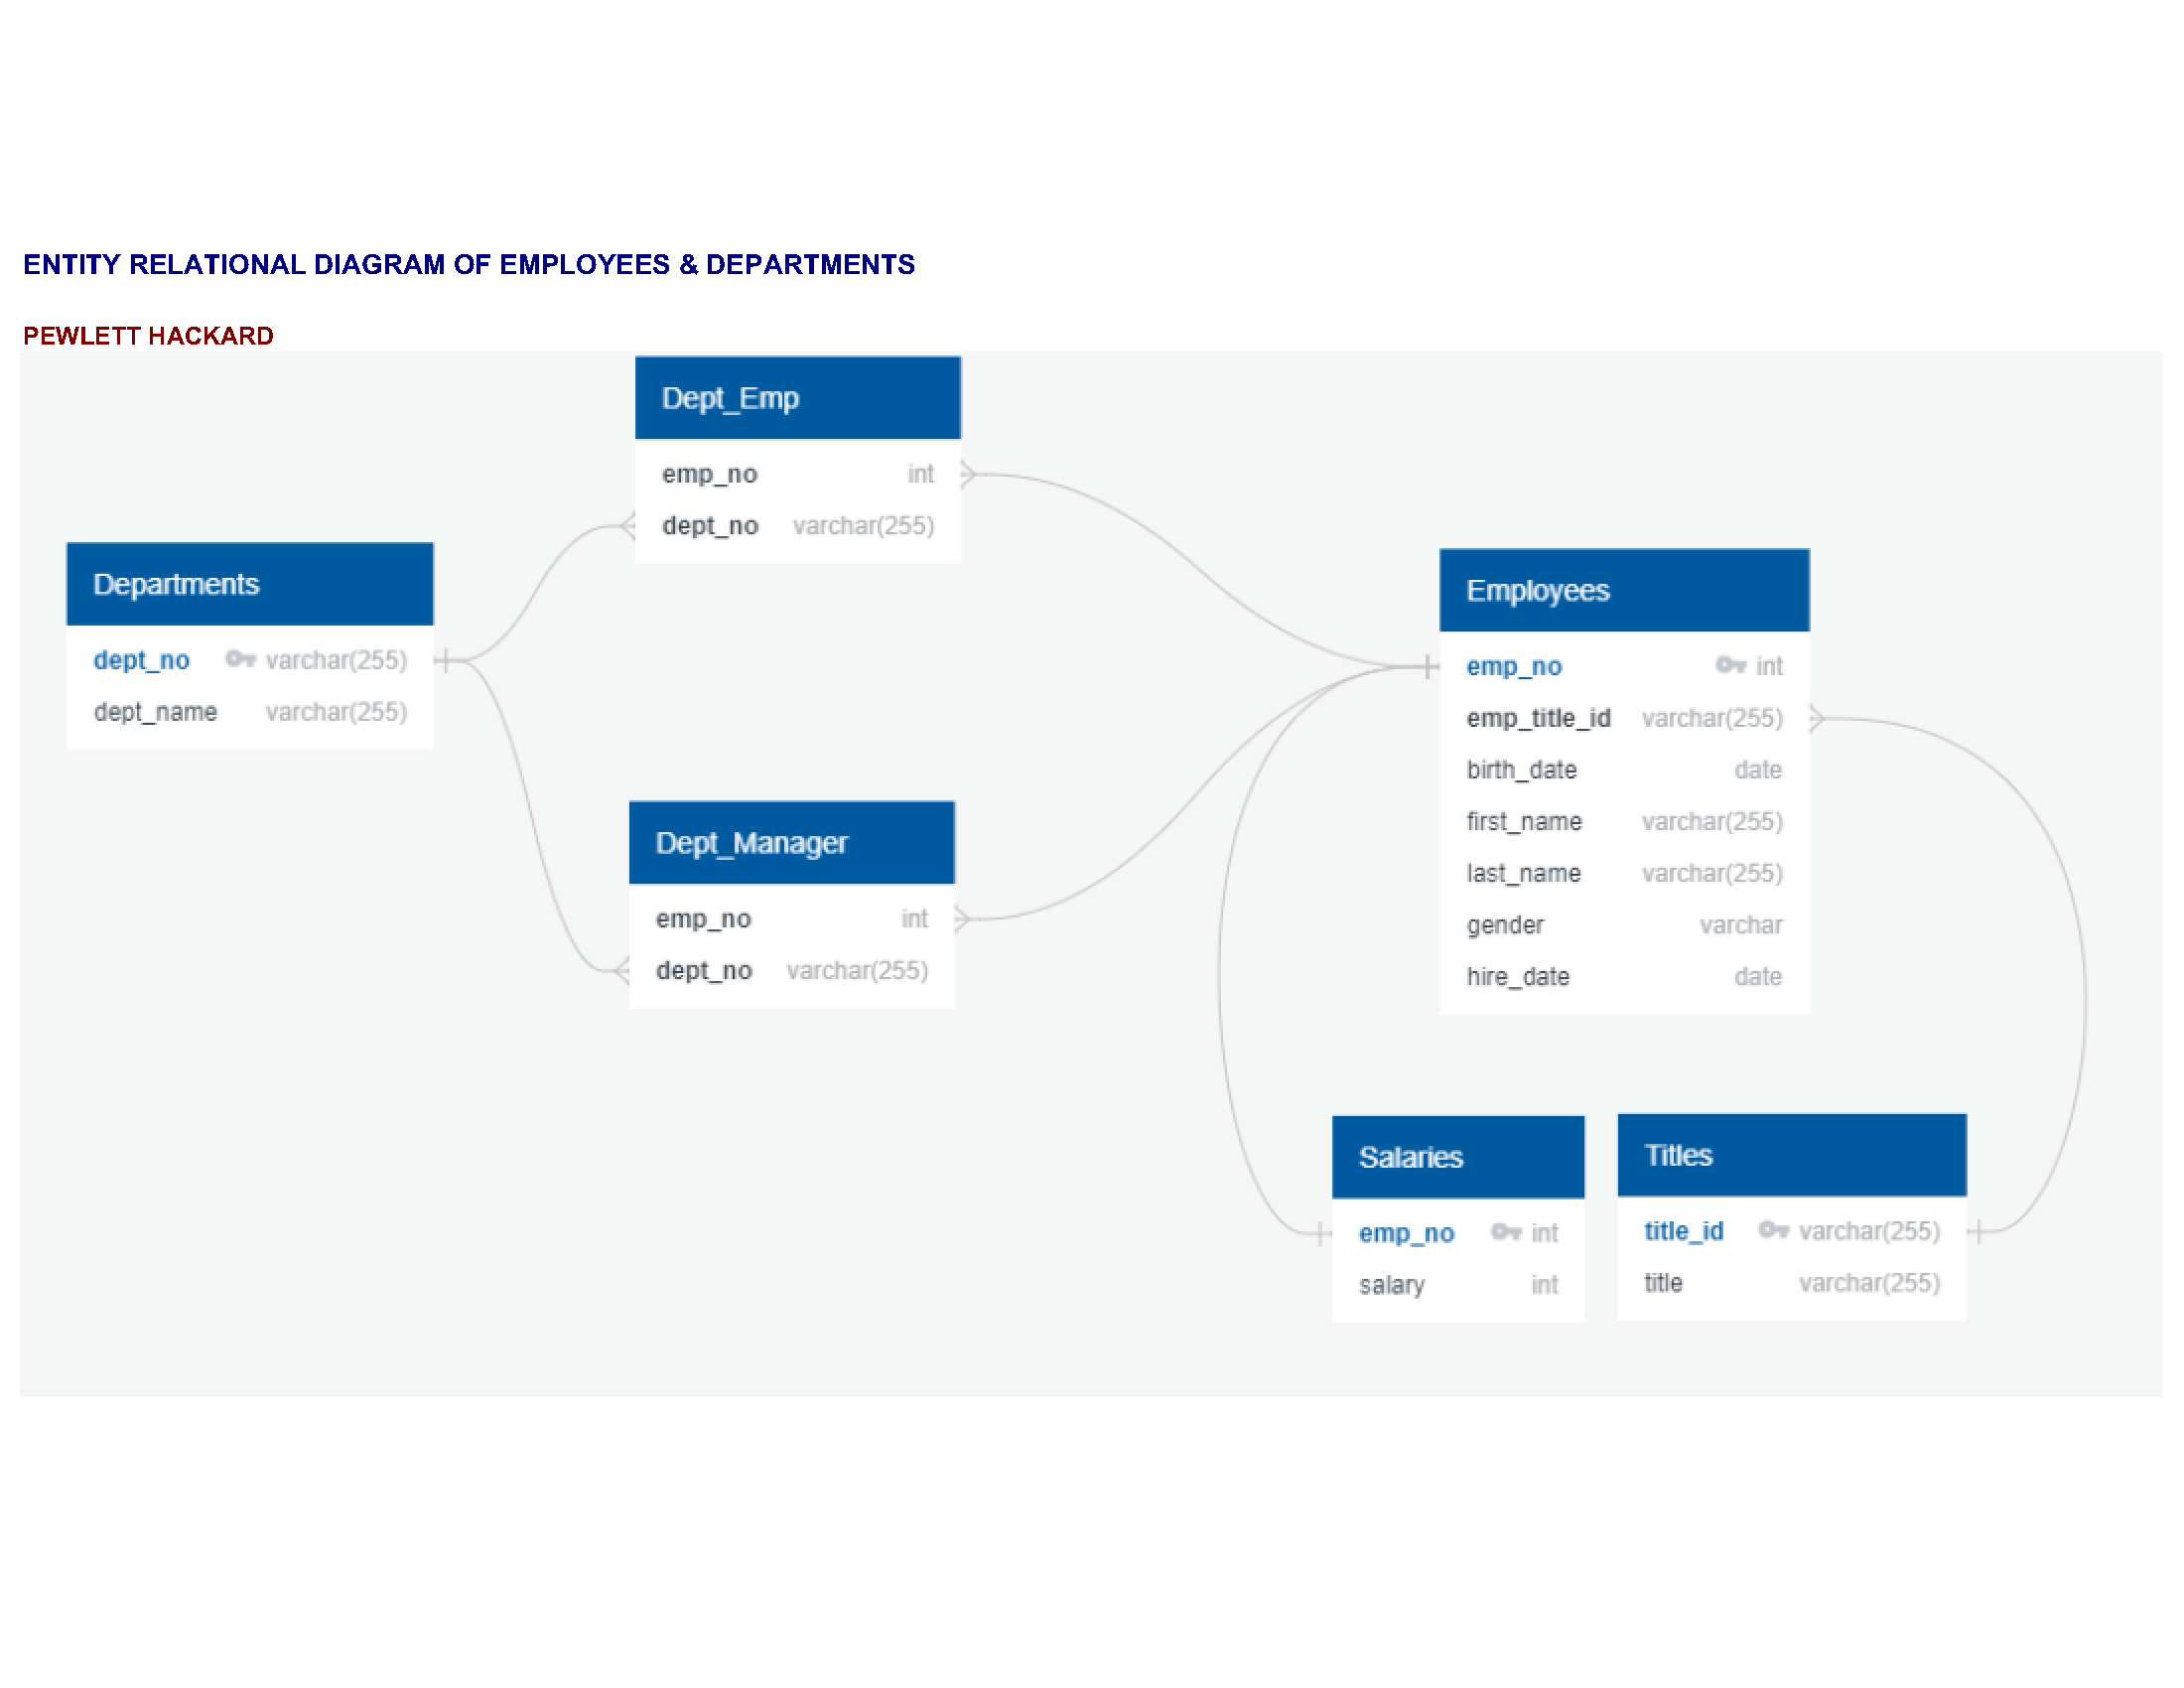 ENTITY RELATIONAL DIAGRAM OF EMPLOYEES & DEPARTMENTS
PEWLETT HACKARD
Dept_Emp
emp_no int
dept_no varchar(255)
Departments
dept_no varchar(255)
dept_name varchar(255)
Dept_Manager
emp_no int
dept_no varchar(255)
Employees
emp_no int
emp_title_id varchar(255)
birth_date date
first_name varchar(255)
last_name varchar(255)
gender varchar
hire_date date
Salaries
emp_no int
salary int
Titles
title_id varchar(255)
title varchar(255)